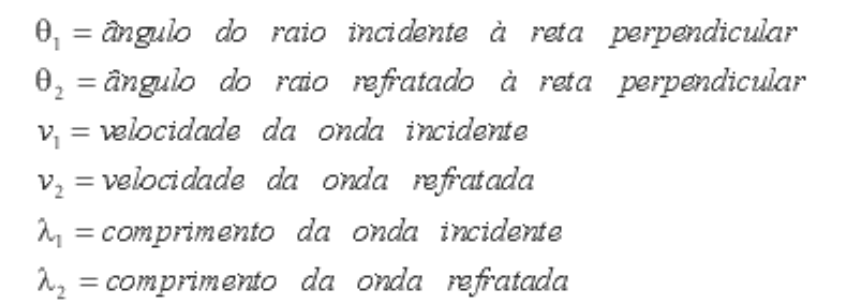 θ₁ = ângulo do raio incidente à reta perpendicular
θ₂ = ângulo do raio refratado à reta perpendicular
v₁ = velocidade da onda incidente
v₂ = velocidade da onda refratada
λ₁ = comprimento da onda incidente
λ₂ = comprimento da onda refratada